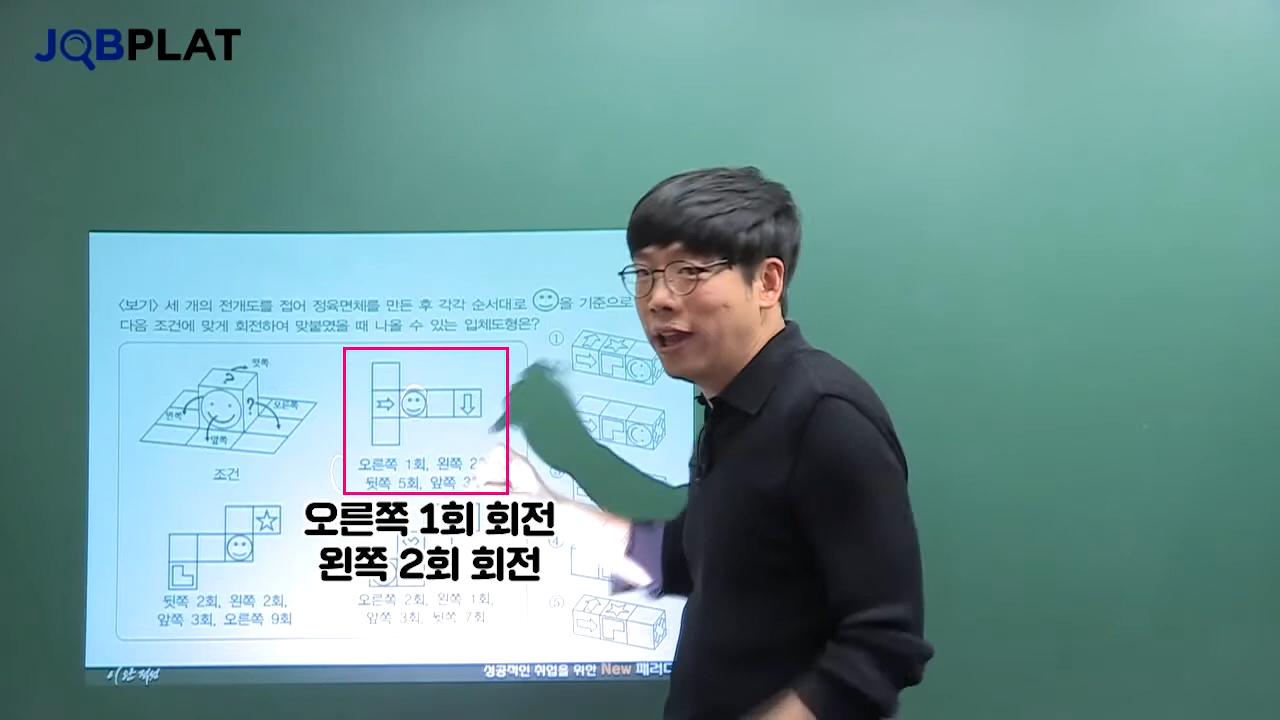 JOBPLAT
<보기> 세 개의 전개도를 접어 정육면체를 만든 후 각각 순서대로 을 기준으로
다음 조건에 맞게 회전하여 맞붙였을 때 나올 수 있는 입체도형은?
뒷쪽
?
?
왼쪽
오른쪽
앞쪽
조건
오른쪽 1회, 왼쪽 2
뒷쪽 5회, 앞쪽 3
오른쪽 1회 회전
왼쪽 2회 회전
뒷쪽 2회, 왼쪽 2회,
앞쪽 3회, 오른쪽 9회
오른쪽 2회, 왼쪽 1회,
앞쪽 3회, 뒷쪽 7회
①
④
⑤
성공적인 취업을 위한 New